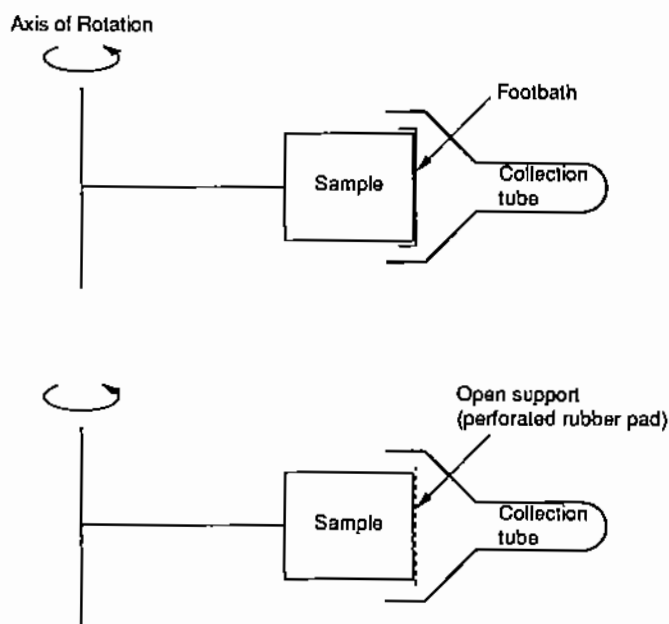 Axis of Rotation
Footbath
Sample
Collection
tube
Open support
(perforated rubber pad)
Sample
Collection
tube